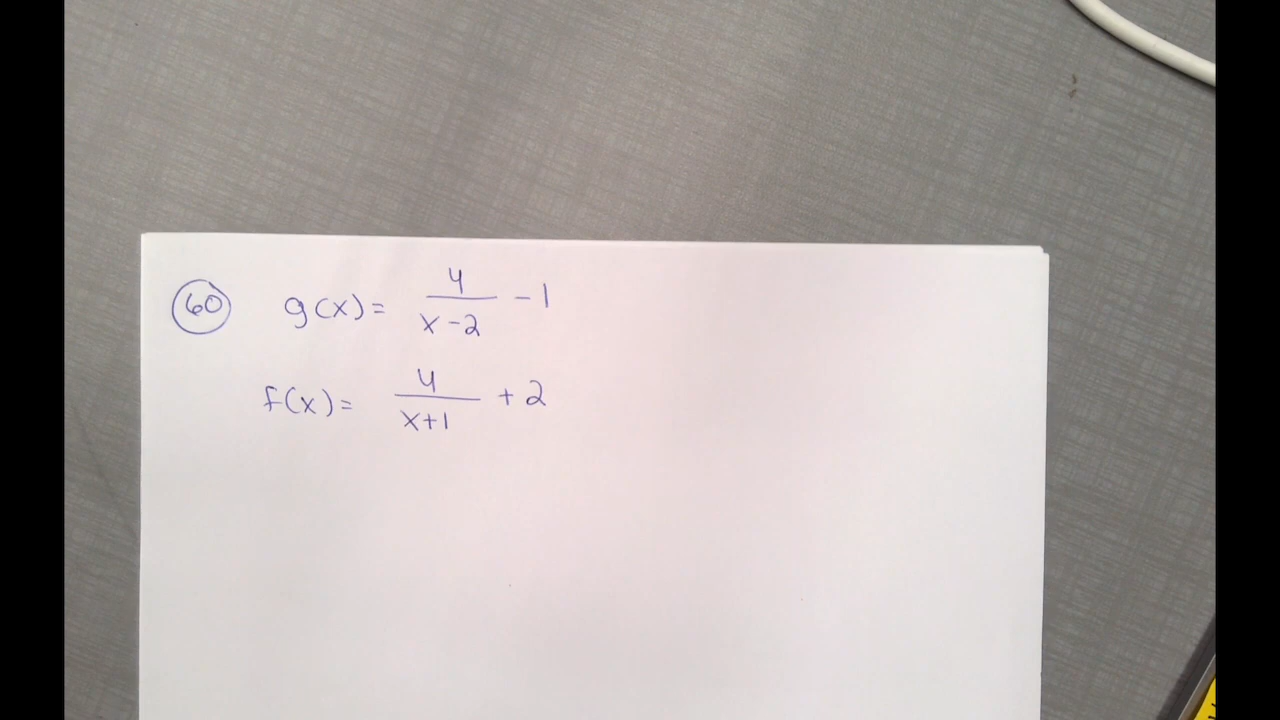 60 g(x) = 4/(x-2) - 1
f(x) = 4/(x+1) + 2